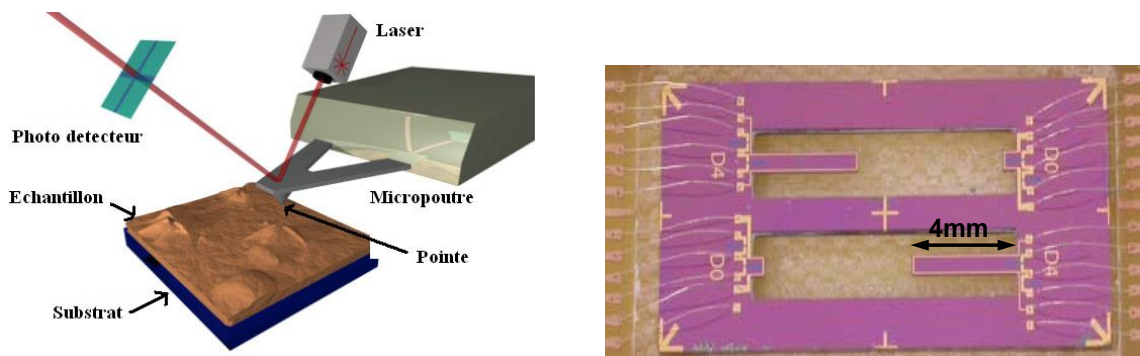 Laser
Photo detecteur
Echantillon
Micropoutre
Pointe
Substrat
D4
D0
4mm
D0
D4